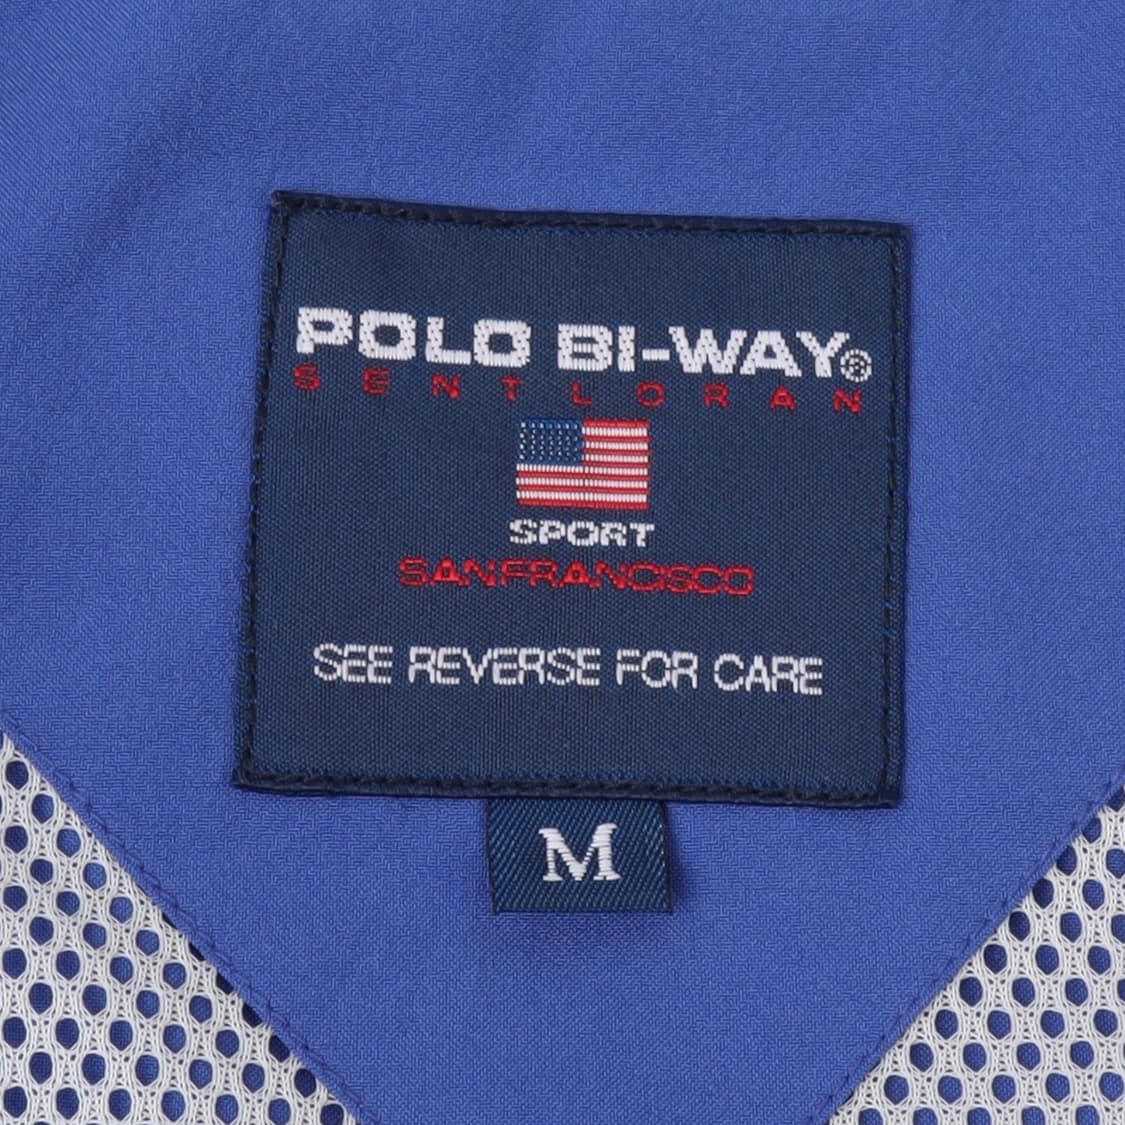 POLO BI-WAY®
SENTLORAN
SPORT
SANFRANCISCO
SEE REVERSE FOR CARE
M